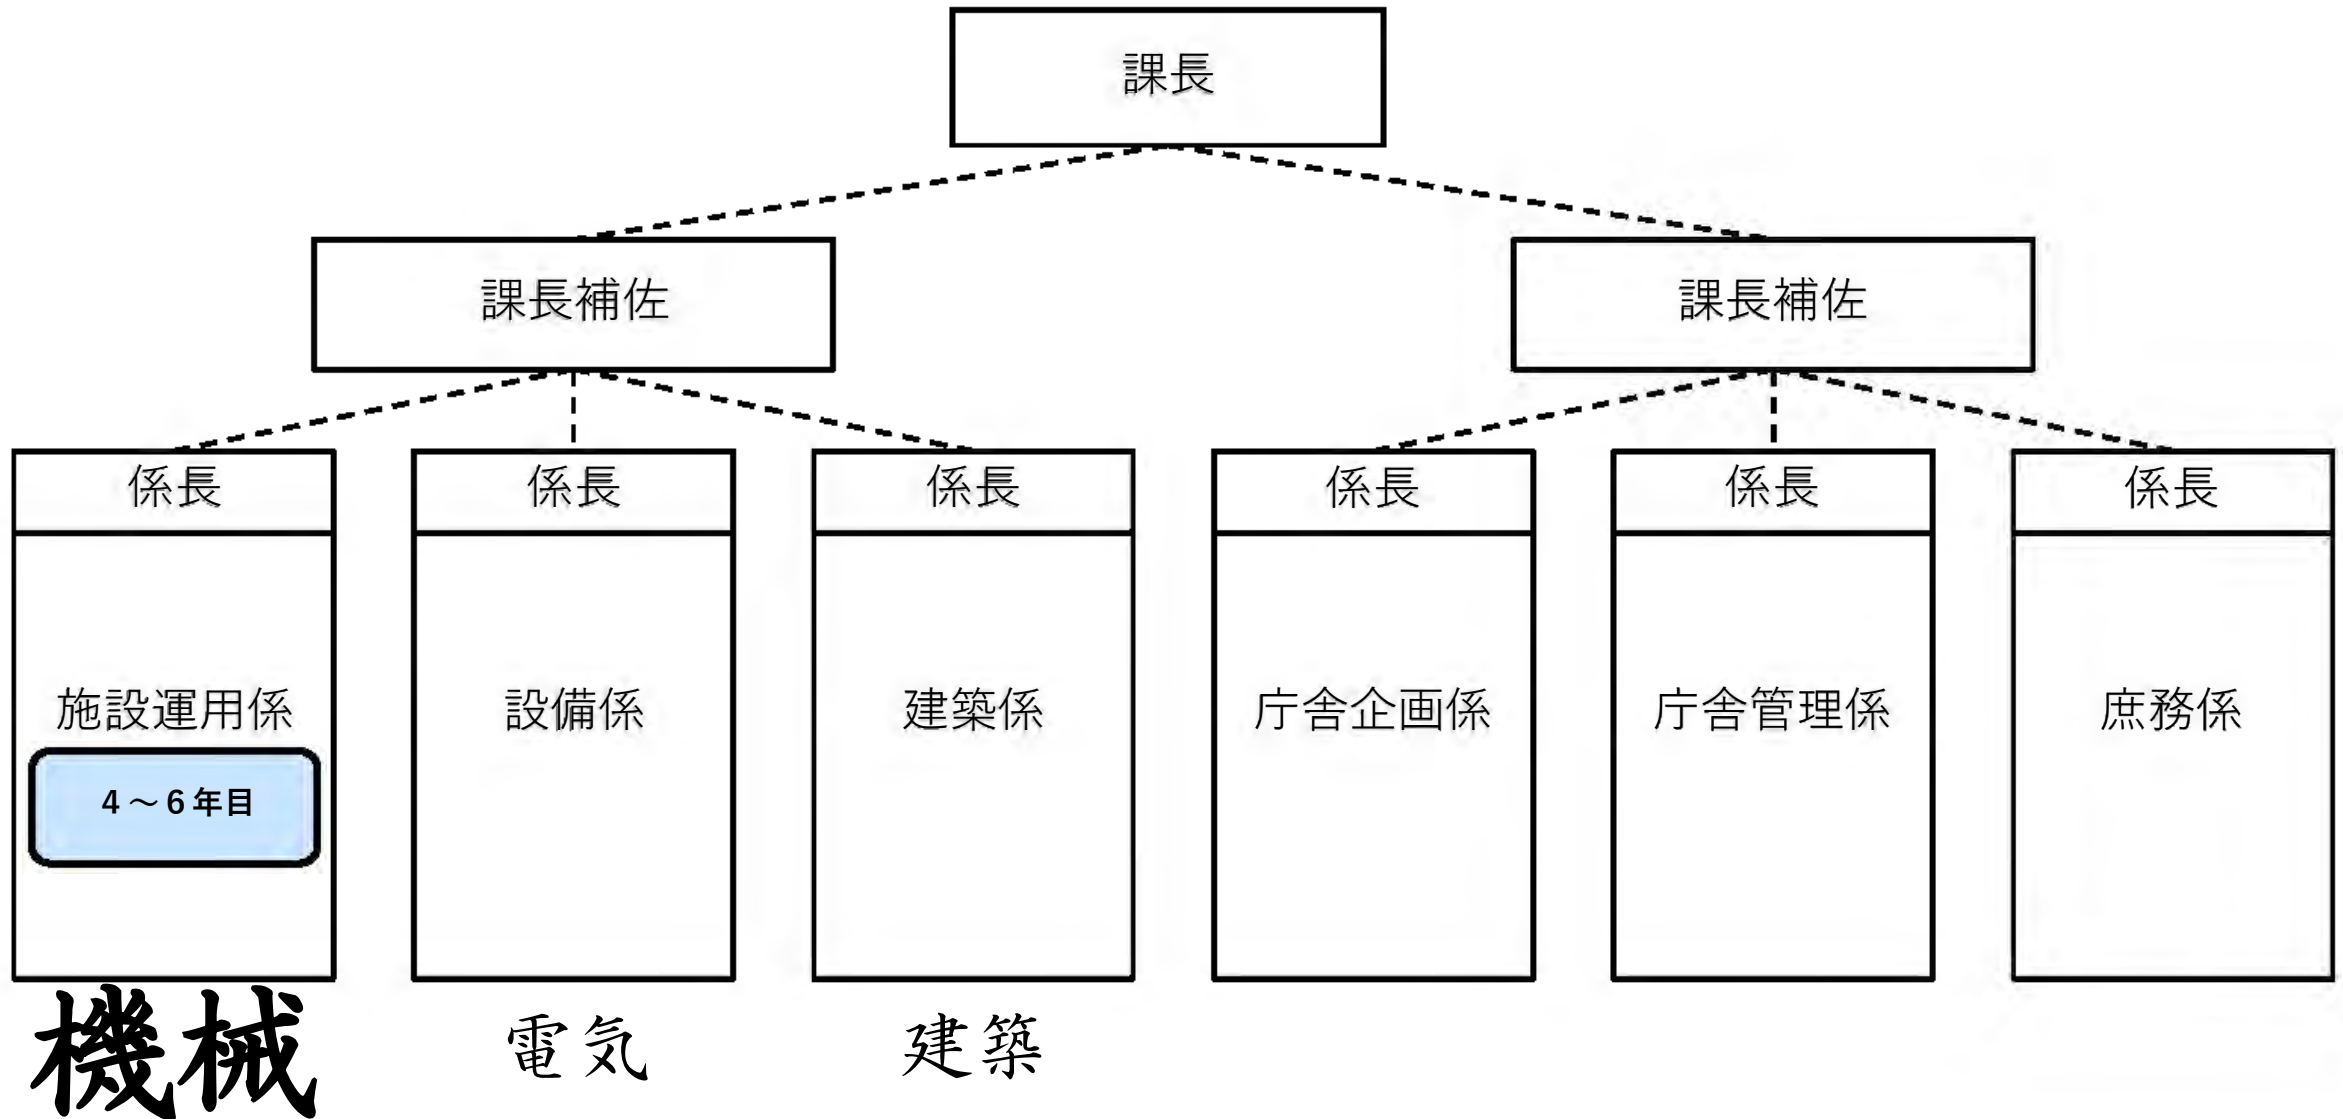 課長
課長補佐
課長補佐
係長
係長
係長
係長
係長
係長
施設運用係
設備係
建築係
庁舎企画係
庁舎管理係
庶務係
4~6年目
機械
電気
建築